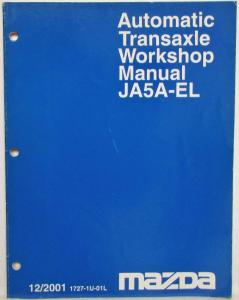 Automatic
Transaxle
Workshop
Manual
JA5A-EL
12/2001 1727-1U-01L mazda